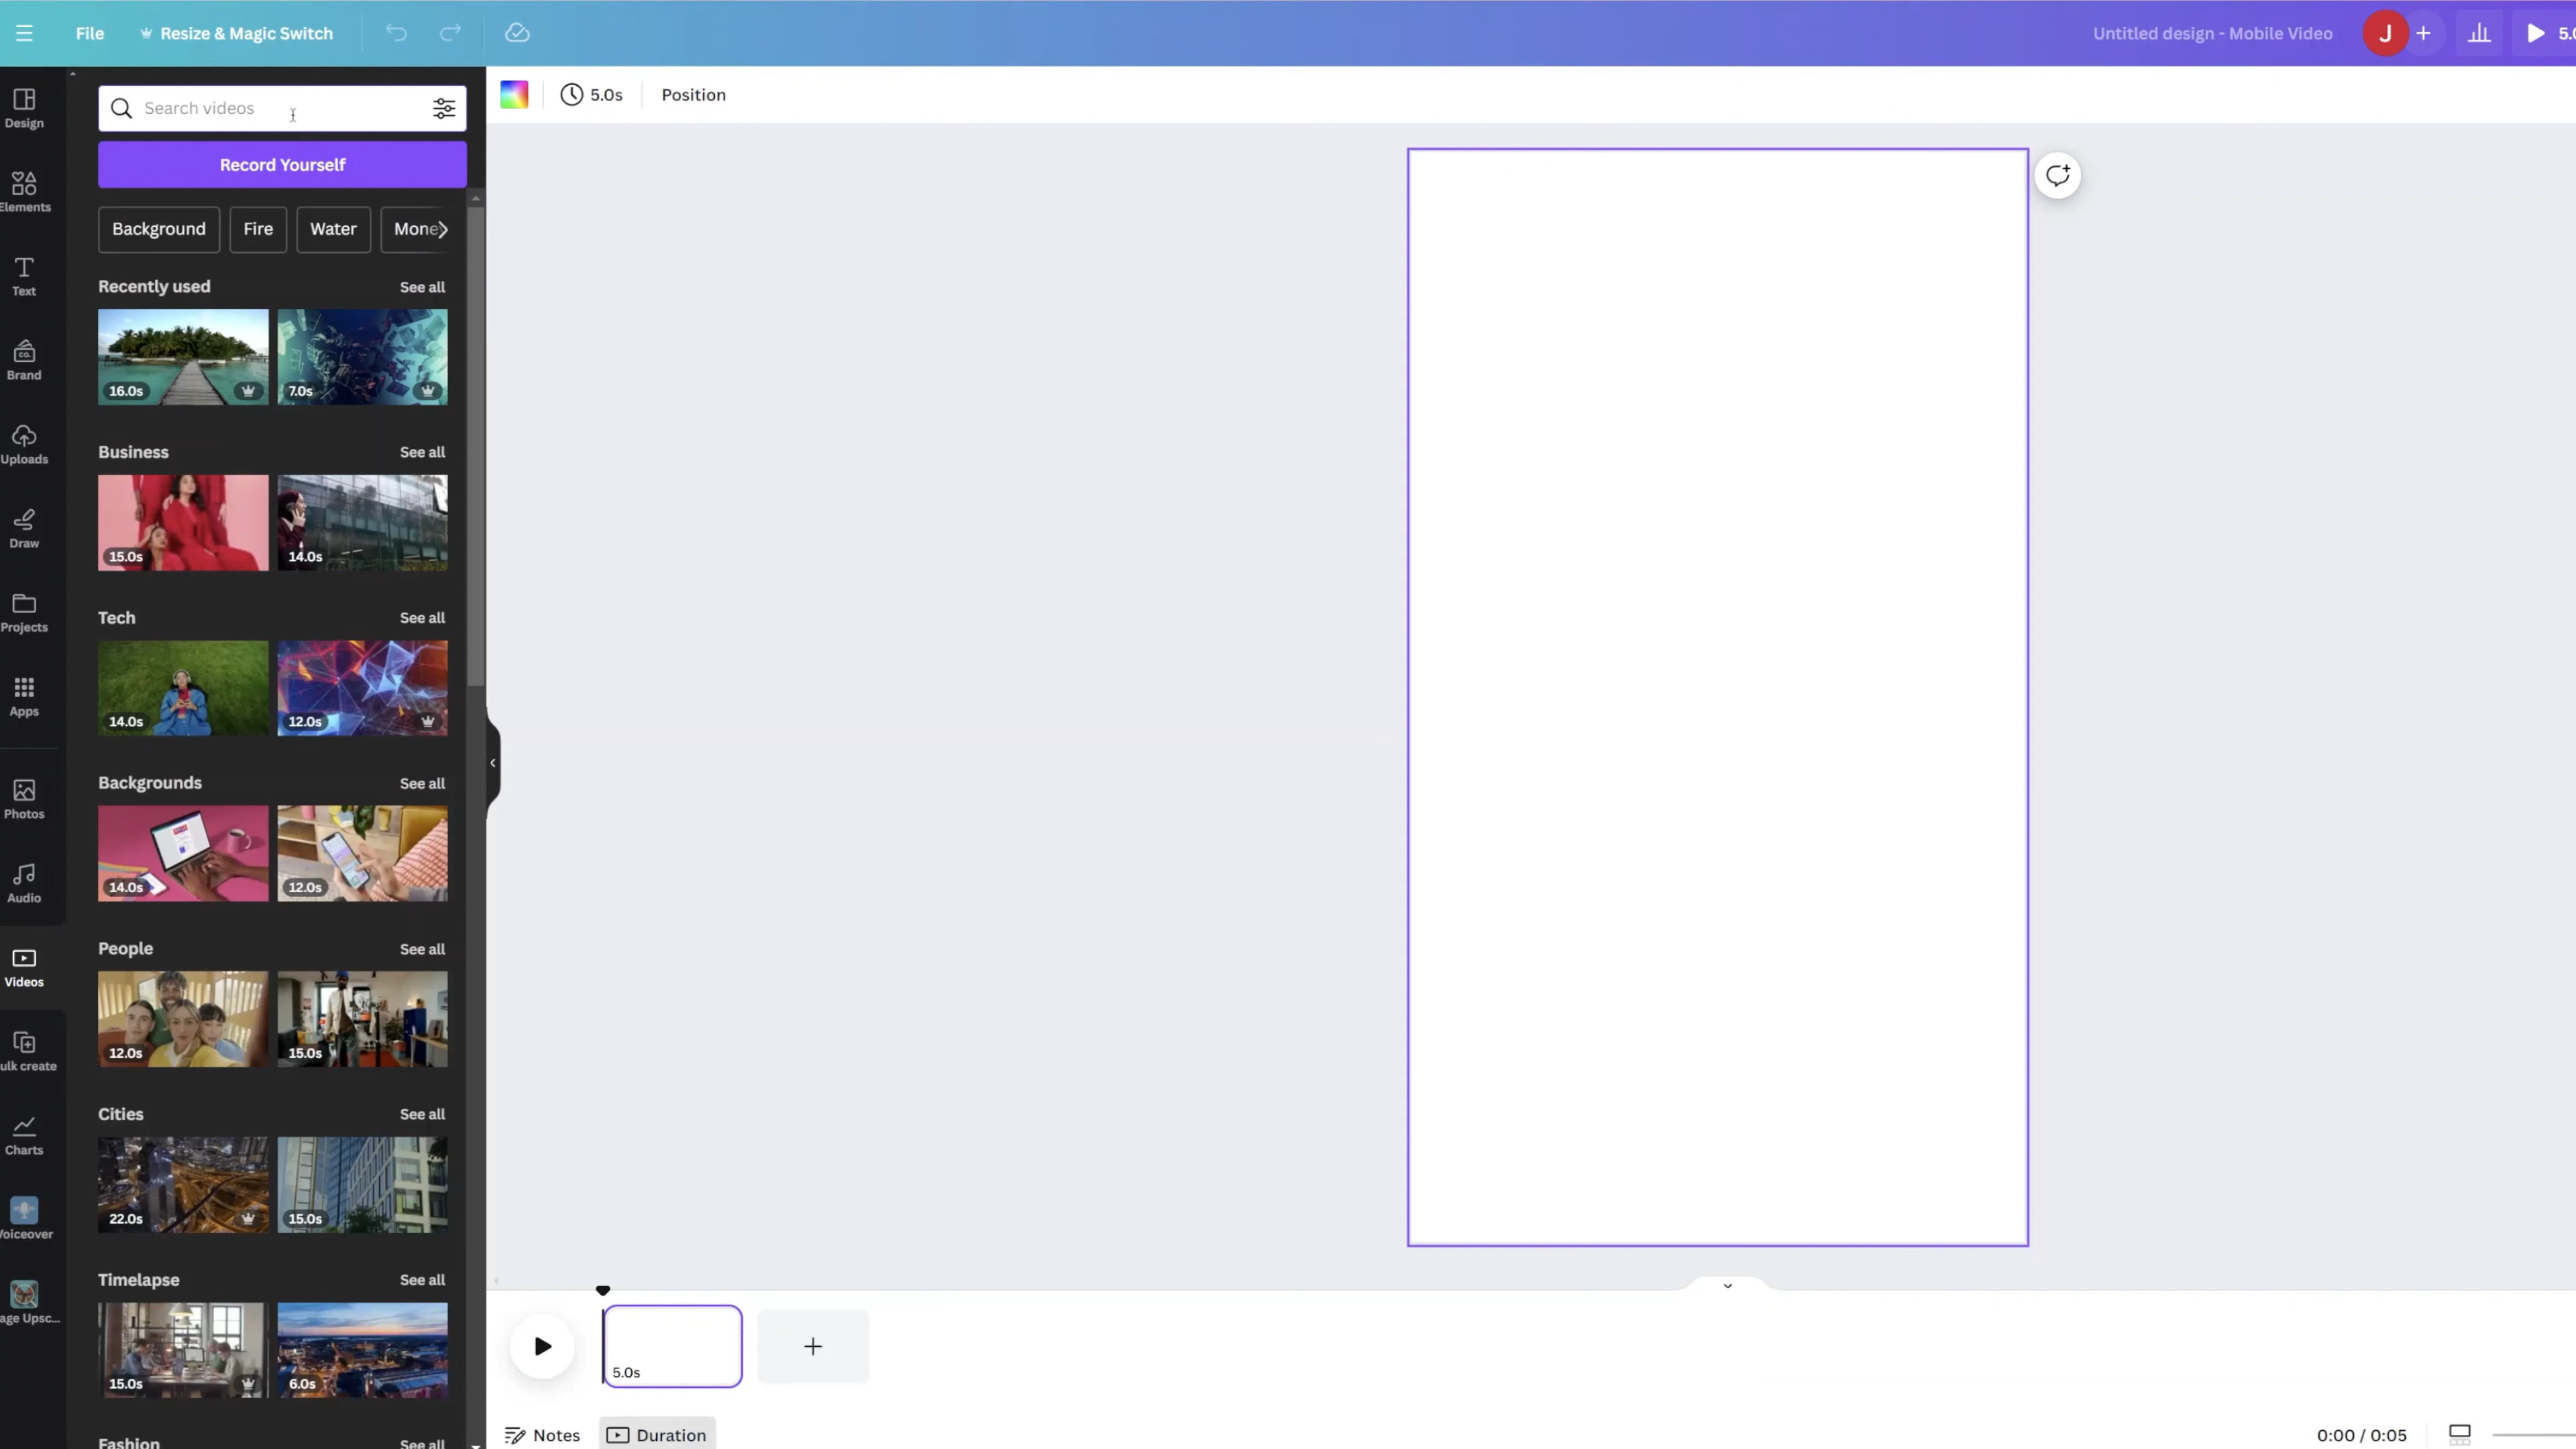 File
Resize & Magic Switch
Untitled design - Mobile Video
J
Design
Elements
Text
CO.
Brand
Uploads
Draw
Projects
Apps
Photos
Audio
Videos
ulk create
Charts
Voiceover
age Upsc...
Search videos
Record Yourself
Background
Fire
Water
Mone
Recently used
See all
16.0s
7.0s
Business
See all
15.0s
14.0s
Tech
See all
14.0s
12.0s
Backgrounds
See all
14.0s
12.0s
People
See all
12.0s
15.0s
Cities
See all
22.0s
15.0s
Timelapse
See all
15.0s
6.0s
Fashion
See all
5.0s
Position
5.0s
Notes
Duration
0:00 / 0:05